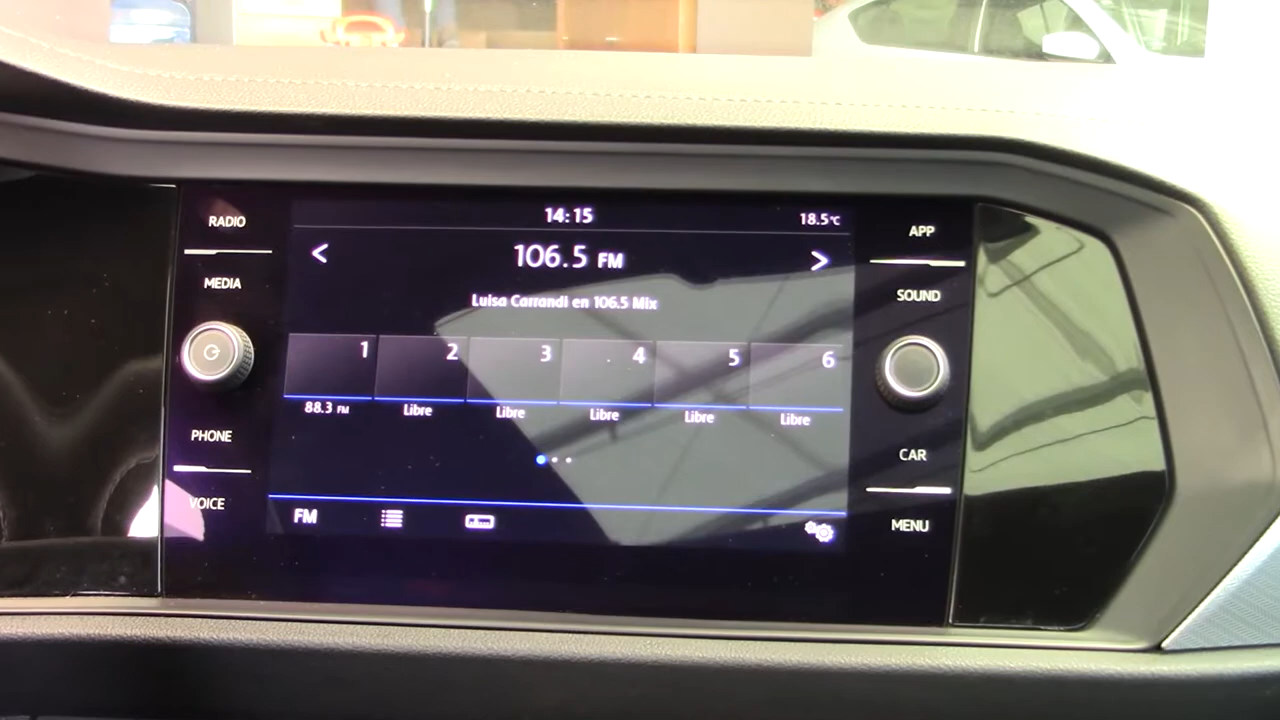 RADIO
MEDIA
PHONE
VOICE
14:15
18.5°C
< 106.5 FM >
Luisa Carrandi en 106.5 Mix
1 2 3 4 5 6
88.3 FM Libre Libre Libre Libre Libre
FM
APP
SOUND
CAR
MENU